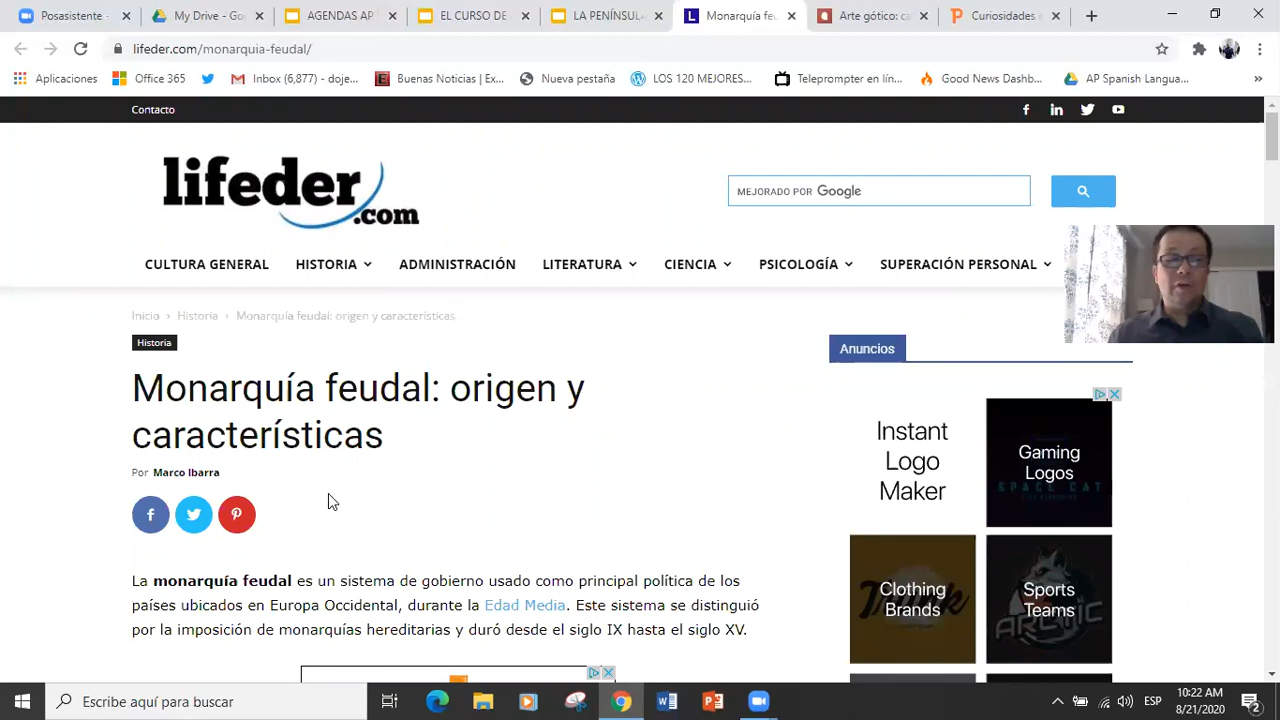 Posasistente -
My Drive - Go
AGENDAS AP
EL CURSO DE
LA PENÍNSUL
Monarquía feu
Arte gótico: ca
Curiosidades
lifeder.com/monarquia-feudal/
Aplicaciones
Office 365
Inbox (6,877) - doje...
Buenas Noticias | Ex...
Nueva pestaña
LOS 120 MEJORES...
Teleprompter en lín...
Good News Dashb...
AP Spanish Langua...
»
Contacto
lifeder
.com
MEJORADO POR Google
CULTURA GENERAL
HISTORIA
ADMINISTRACIÓN
LITERATURA
CIENCIA
PSICOLOGÍA
SUPERACIÓN PERSONAL
Inicio › Historia › Monarquía feudal: origen y características
Historia
Anuncios
Monarquía feudal: origen y
características
Por Marco Ibarra
La monarquía feudal es un sistema de gobierno usado como principal política de los
países ubicados en Europa Occidental, durante la Edad Media. Este sistema se distinguió
por la imposición de monarquías hereditarias y duró desde el siglo IX hasta el siglo XV.
Instant
Logo
Maker
Gaming
Logos
SPACE CAT
Clothing
Brands
Sports
Teams
ARCTIC
Escribe aquí para buscar
ESP
10:22 AM
8/21/2020
2